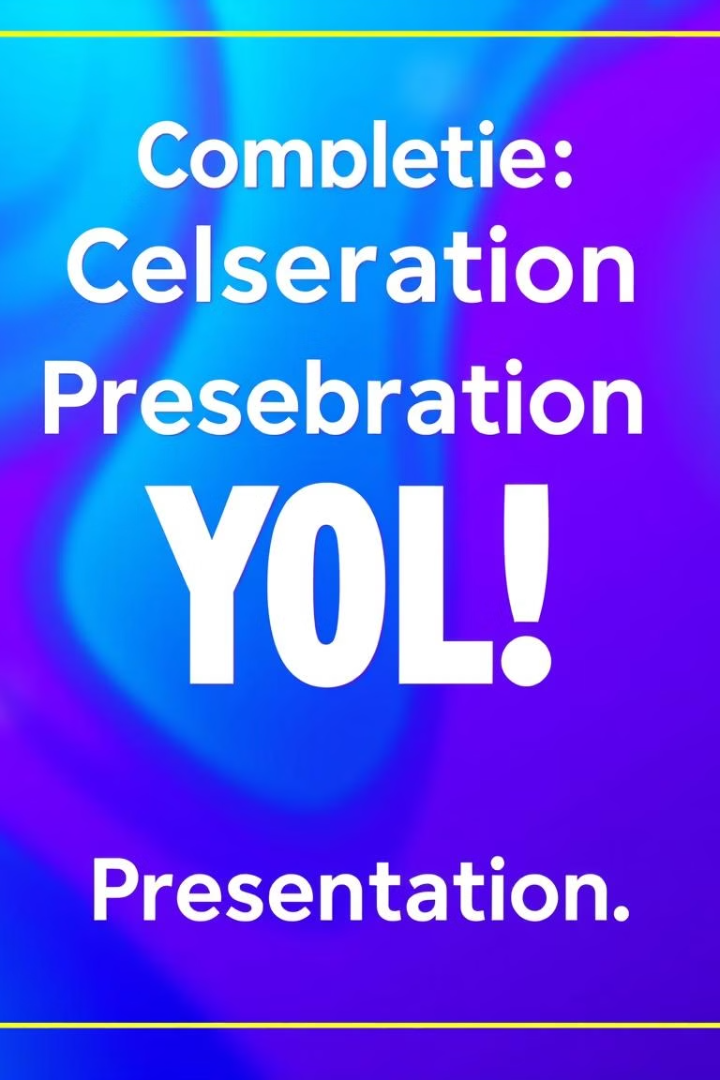 Completie:
Celseration
Presebration
YOL!
Presentation.